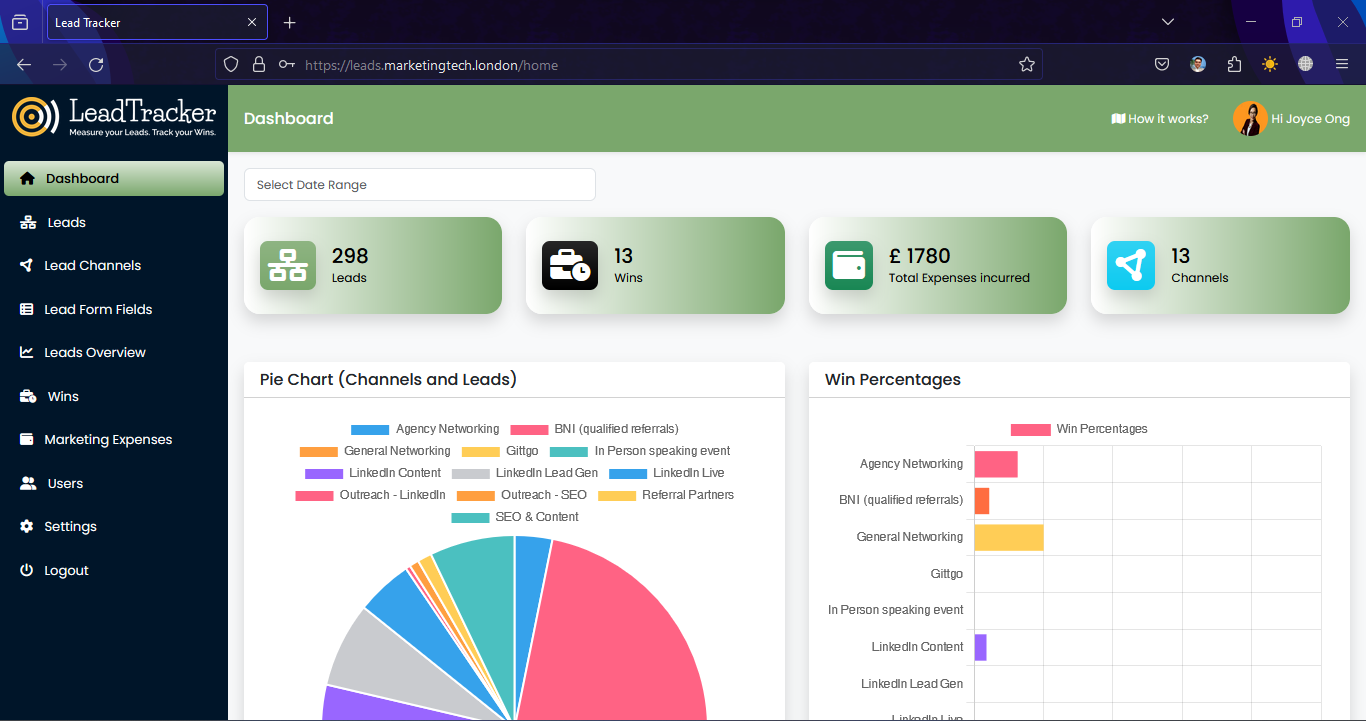 Lead Tracker
https://leads.marketingtech.london/home
LeadTracker
Measure your Leads. Track your Wins.
Dashboard
How it works?
Hi Joyce Ong
Dashboard
Leads
Lead Channels
Lead Form Fields
Leads Overview
Wins
Marketing Expenses
Users
Settings
Logout
Select Date Range
298
Leads
13
Wins
£ 1780
Total Expenses incurred
13
Channels
Pie Chart (Channels and Leads)
Agency Networking BNI (qualified referrals)
General Networking Gittgo In Person speaking event
LinkedIn Content LinkedIn Lead Gen LinkedIn Live
Outreach - LinkedIn Outreach - SEO Referral Partners
SEO & Content
Win Percentages
Win Percentages
Agency Networking
BNI (qualified referrals)
General Networking
Gittgo
In Person speaking event
LinkedIn Content
LinkedIn Lead Gen
LinkedIn Live